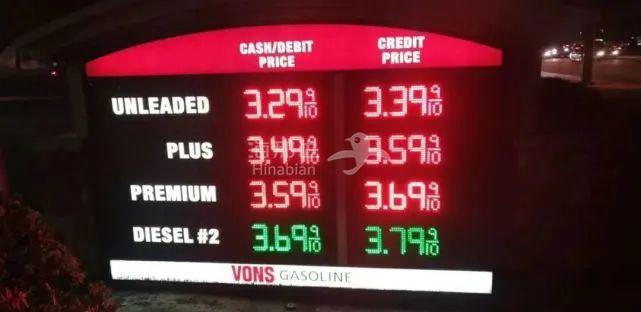 CASH/DEBIT PRICE
CREDIT PRICE
UNLEADED 3.29 9/10 3.39 9/10
PLUS 3.49 9/10 3.59 9/10
PREMIUM 3.59 9/10 3.69 9/10
DIESEL #2 3.69 9/10 3.79 9/10
VONS GASOLINE
Hinabian